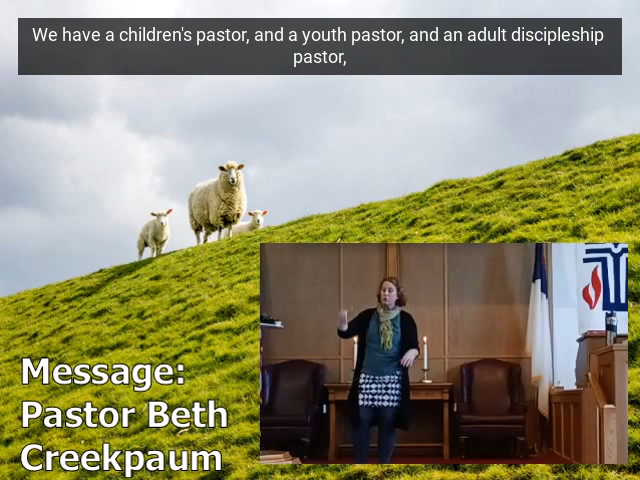 We have a children's pastor, and a youth pastor, and an adult discipleship
pastor,
Message:
Pastor Beth
Creekpaum